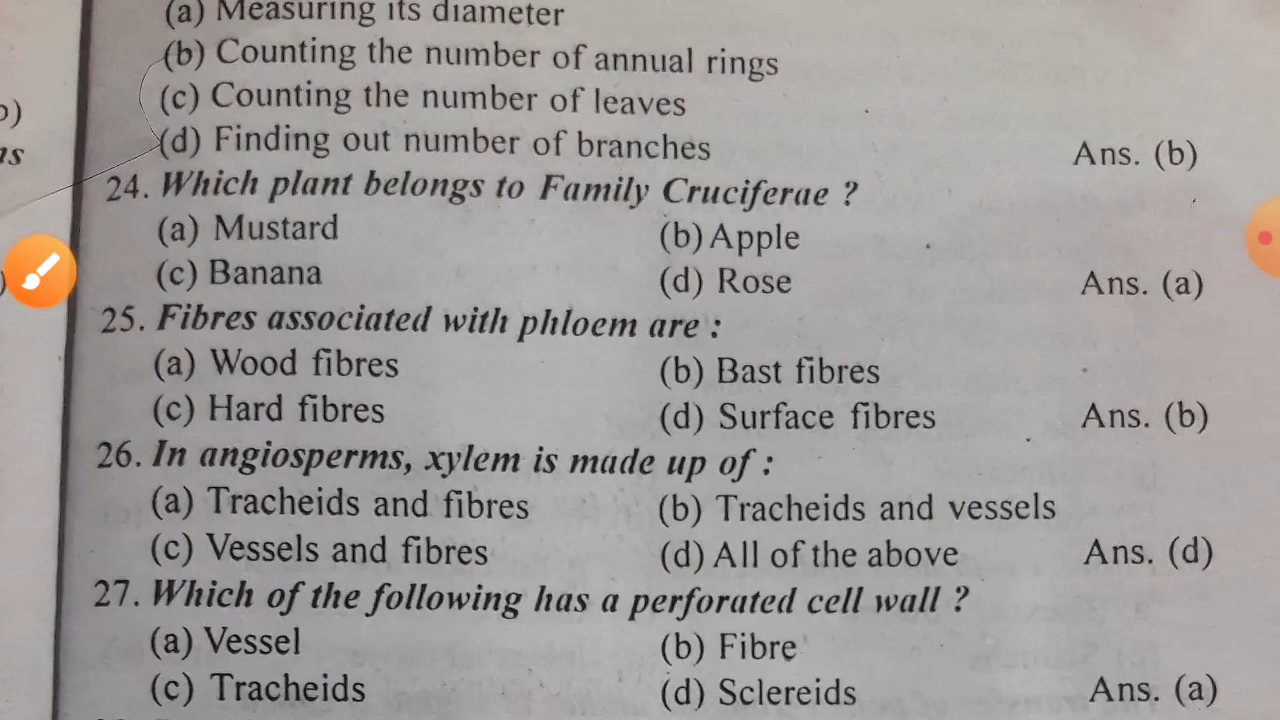 (a) Measuring its diameter
(b) Counting the number of annual rings
(c) Counting the number of leaves
(d) Finding out number of branches Ans. (b)
24. Which plant belongs to Family Cruciferae ?
(a) Mustard (b) Apple
(c) Banana (d) Rose Ans. (a)
25. Fibres associated with phloem are :
(a) Wood fibres (b) Bast fibres
(c) Hard fibres (d) Surface fibres Ans. (b)
26. In angiosperms, xylem is made up of :
(a) Tracheids and fibres (b) Tracheids and vessels
(c) Vessels and fibres (d) All of the above Ans. (d)
27. Which of the following has a perforated cell wall ?
(a) Vessel (b) Fibre
(c) Tracheids (d) Sclereids Ans. (a)